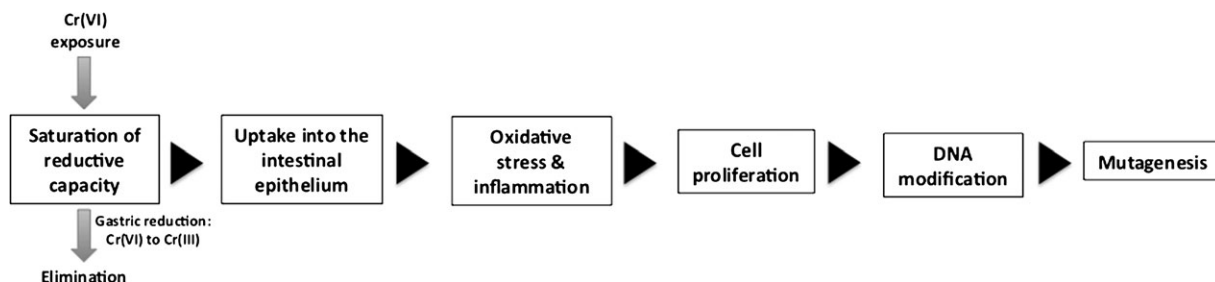 Cr(VI)
exposure
Saturation of
reductive
capacity
Uptake into the
intestinal
epithelium
Oxidative
stress &
inflammation
Cell
proliferation
DNA
modification
Mutagenesis
Gastric reduction:
Cr(VI) to Cr(III)
Elimination